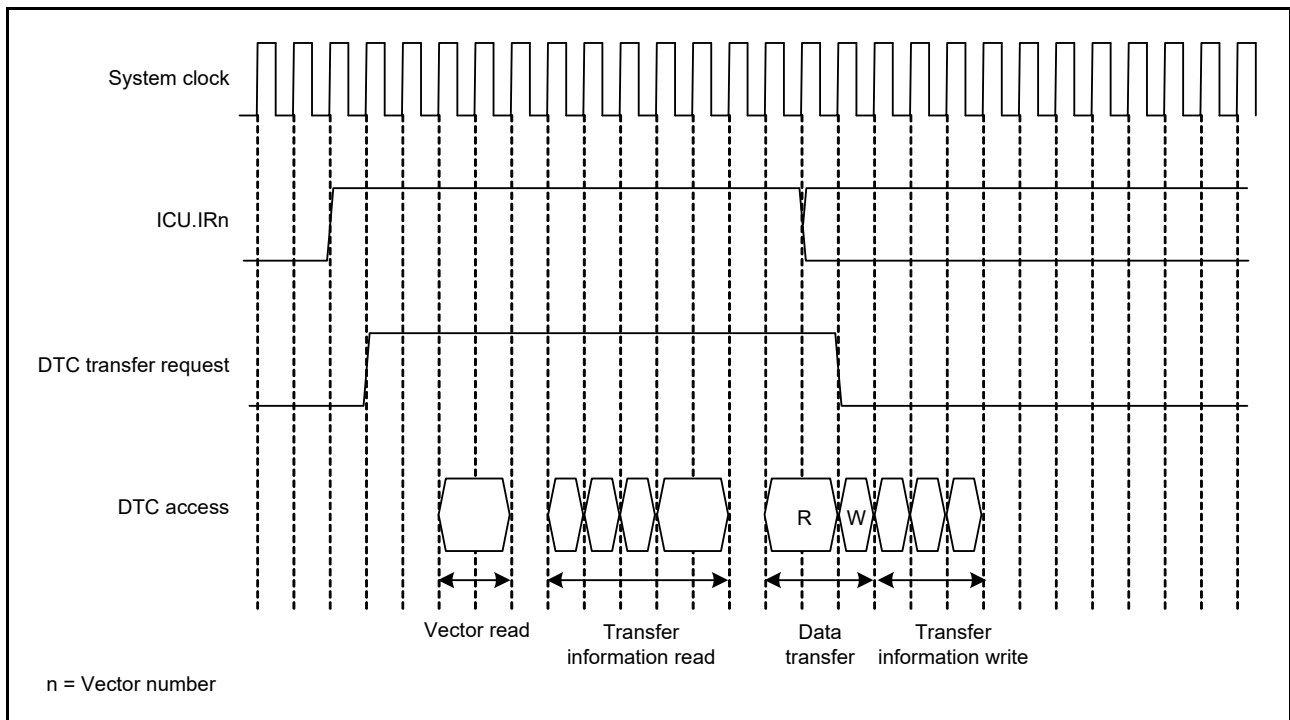 System clock
ICU.IRn
DTC transfer request
DTC access
R
W
Vector read
Transfer
information read
Data
transfer
Transfer
information write
n = Vector number